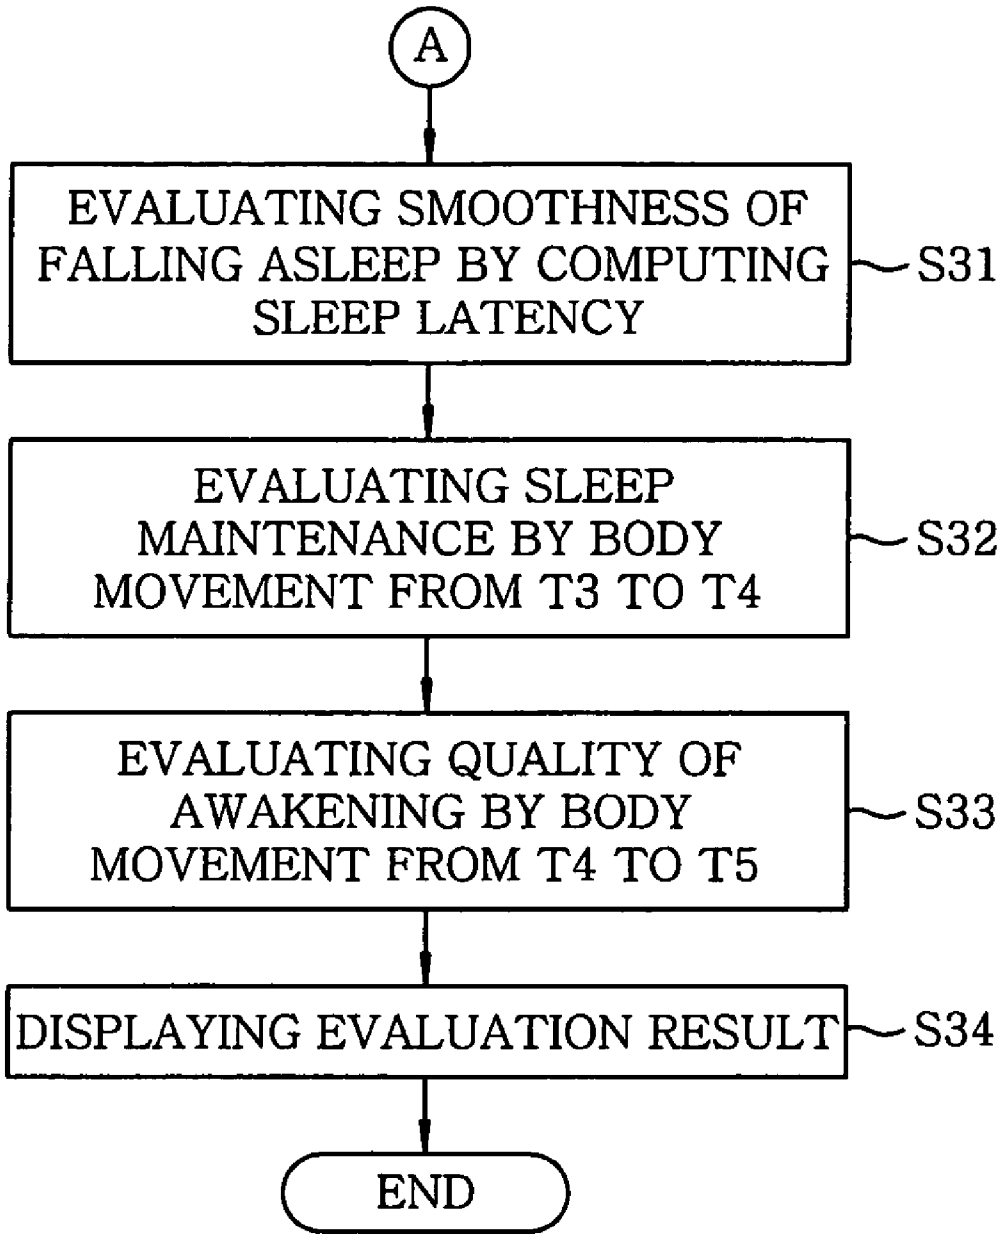 A
EVALUATING SMOOTHNESS OF
FALLING ASLEEP BY COMPUTING
SLEEP LATENCY
S31
EVALUATING SLEEP
MAINTENANCE BY BODY
MOVEMENT FROM T3 TO T4
S32
EVALUATING QUALITY OF
AWAKENING BY BODY
MOVEMENT FROM T4 TO T5
S33
DISPLAYING EVALUATION RESULT
S34
END